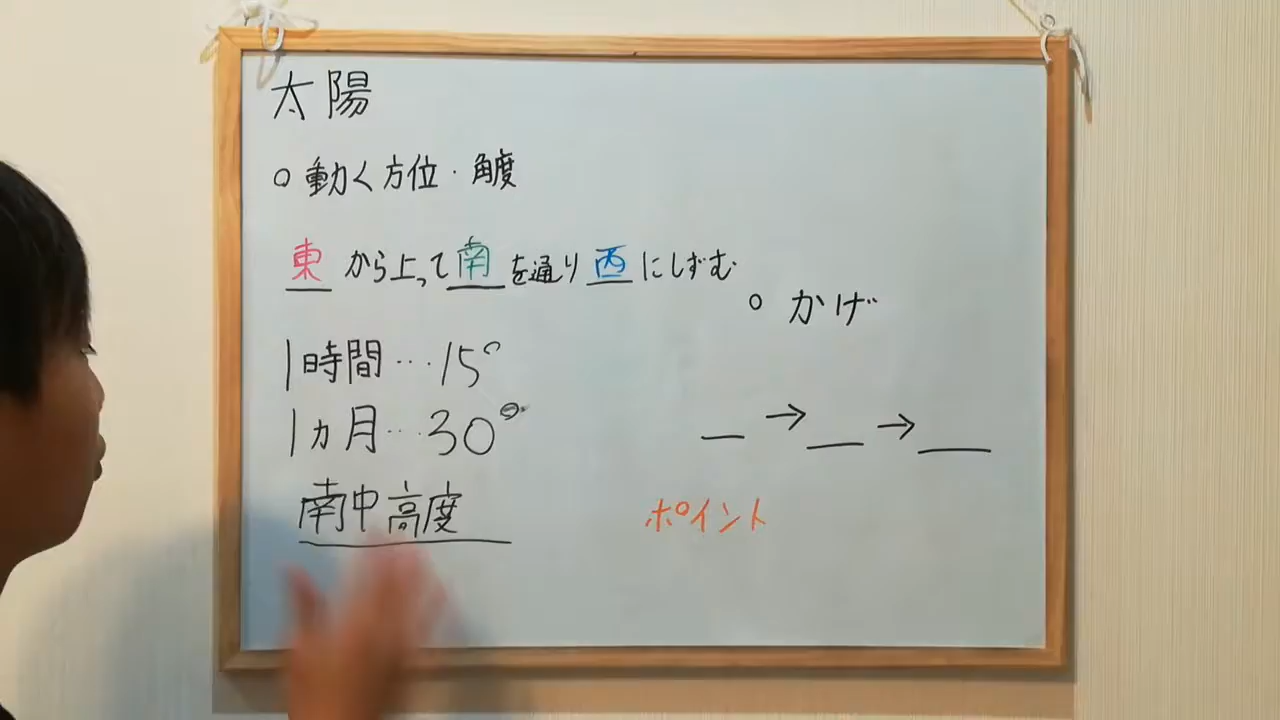 太陽
○ 動く方位・角度
東から上って南を通り西にしずむ
1時間…15°
1ヵ月…30°
南中高度
○ かげ
＿→＿→＿
ポイント